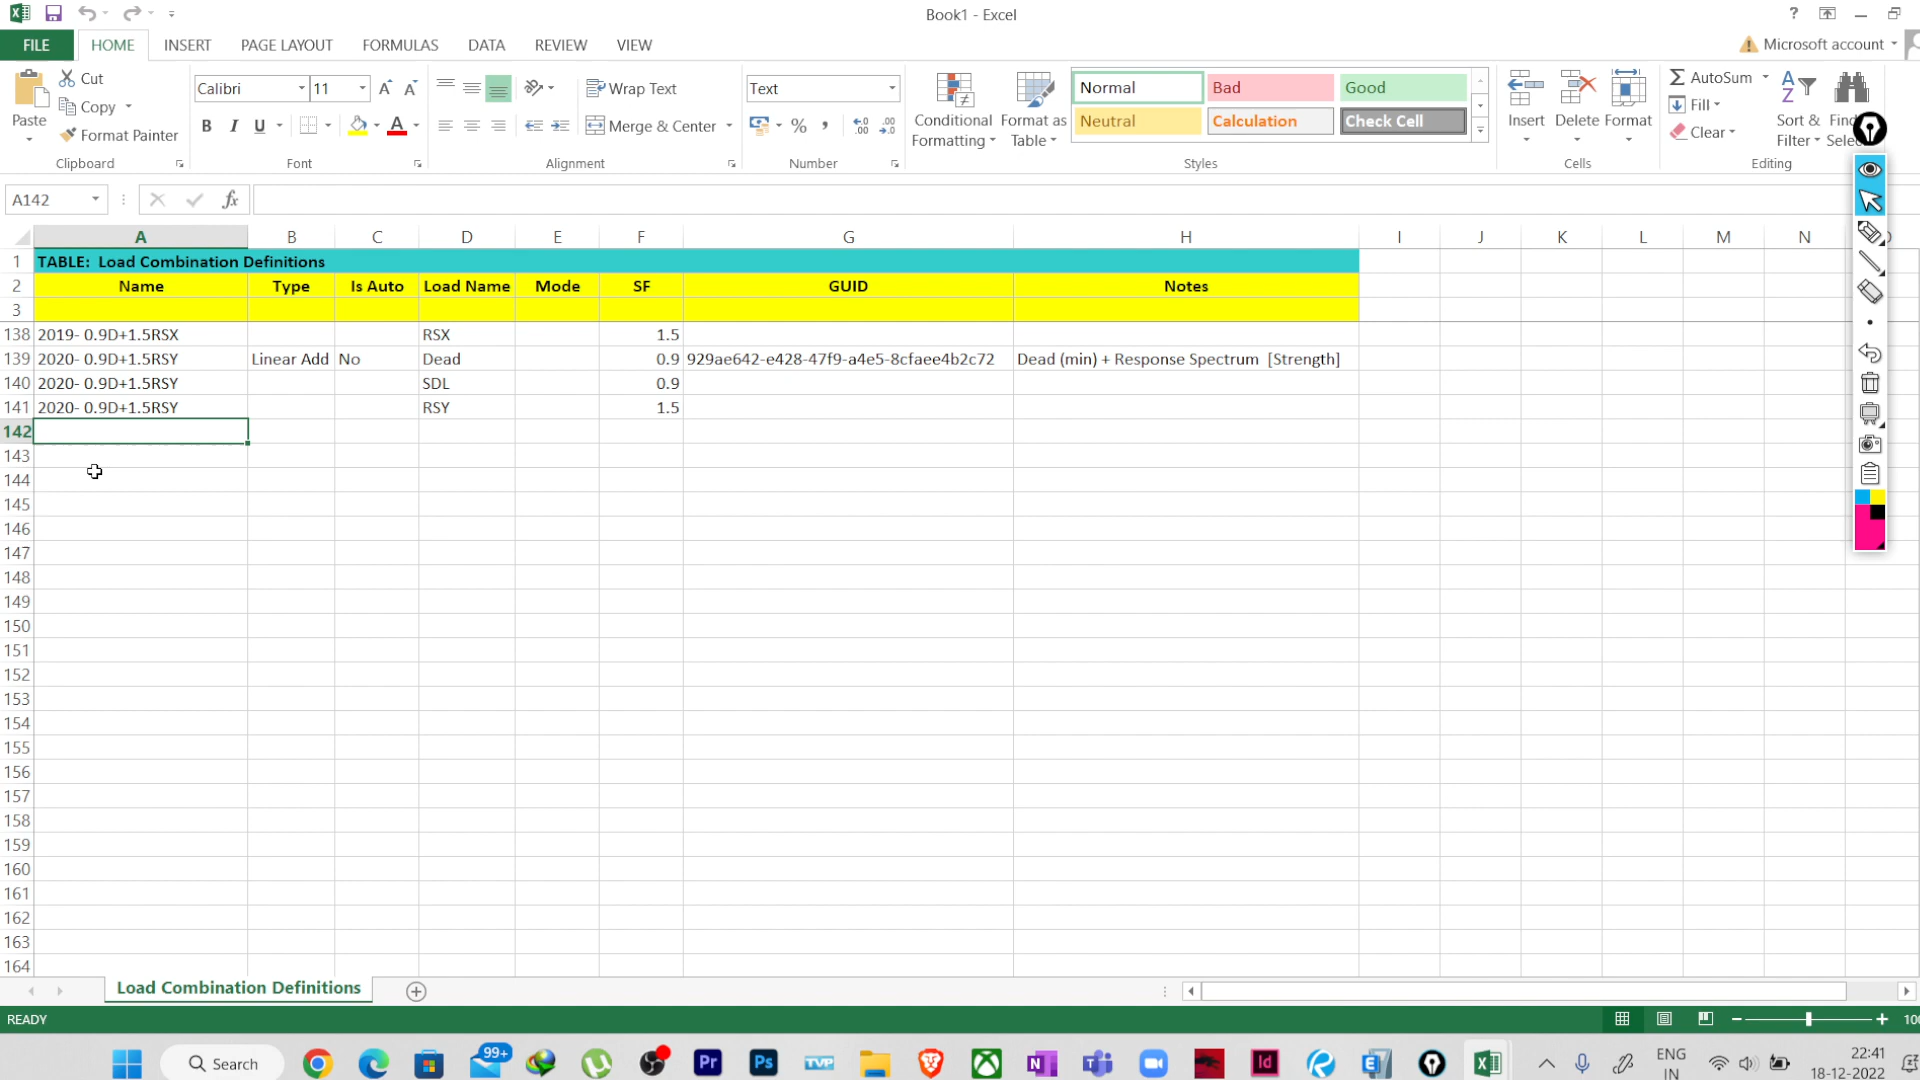 Book1 - Excel
?
FILE HOME INSERT PAGE LAYOUT FORMULAS DATA REVIEW VIEW
Microsoft account
Cut
Copy
Format Painter
Paste
Clipboard
Calibri 11
B I U
Font
Wrap Text
Merge & Center
Alignment
Text
%
Number
Conditional Formatting
Format as Table
Normal Bad Good
Neutral Calculation Check Cell
Styles
Insert Delete Format
Cells
AutoSum
Fill
Clear
Sort & Filter
Editing
A142
fx
A B C D E F G H I J K L M N
1 TABLE: Load Combination Definitions
2 Name Type Is Auto Load Name Mode SF GUID Notes
3
138 2019- 0.9D+1.5RSX RSX 1.5
139 2020- 0.9D+1.5RSY Linear Add No Dead 0.9 929ae642-e428-47f9-a4e5-8cfaee4b2c72 Dead (min) + Response Spectrum [Strength]
140 2020- 0.9D+1.5RSY SDL 0.9
141 2020- 0.9D+1.5RSY RSY 1.5
142
143
144
145
146
147
148
149
150
151
152
153
154
155
156
157
158
159
160
161
162
163
164
Load Combination Definitions
READY
100
Search
99+
Pr
Ps
TVP
Id
ENG
IN
22:41
18-12-2022